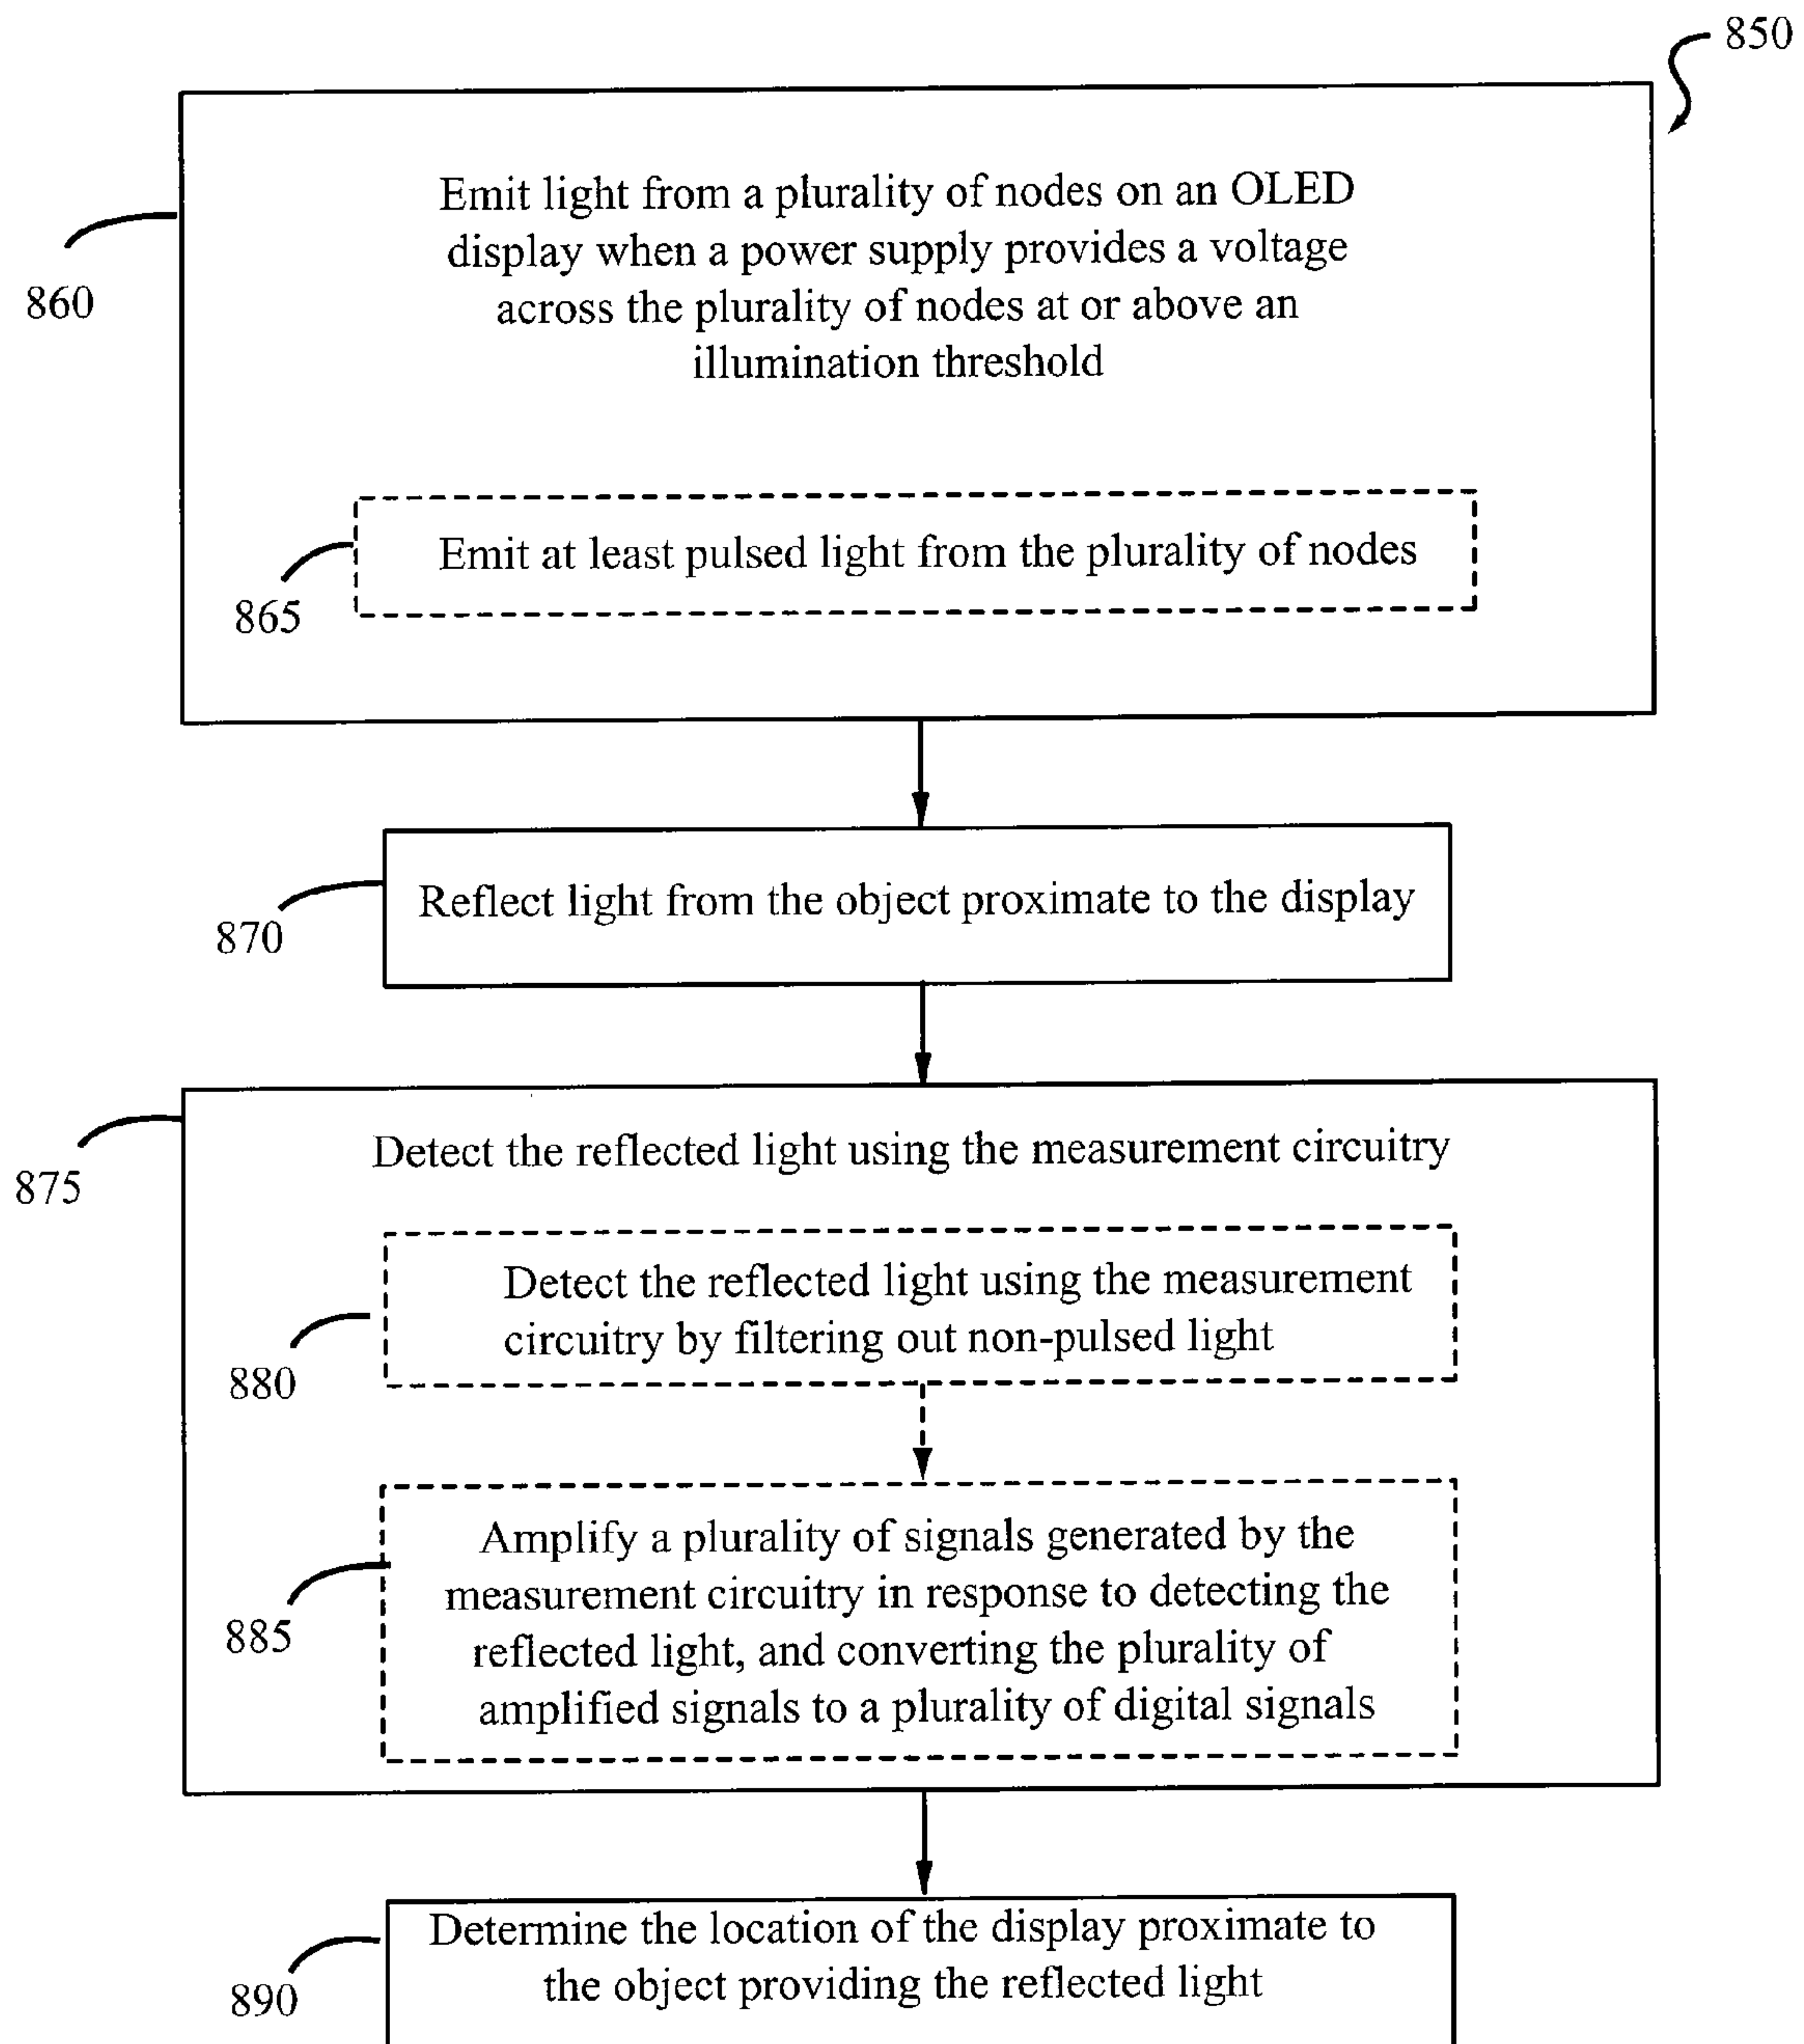 850
Emit light from a plurality of nodes on an OLED
display when a power supply provides a voltage
across the plurality of nodes at or above an
illumination threshold
860
Emit at least pulsed light from the plurality of nodes
865
Reflect light from the object proximate to the display
870
Detect the reflected light using the measurement circuitry
875
Detect the reflected light using the measurement
circuitry by filtering out non-pulsed light
880
Amplify a plurality of signals generated by the
measurement circuitry in response to detecting the
reflected light, and converting the plurality of
amplified signals to a plurality of digital signals
885
Determine the location of the display proximate to
the object providing the reflected light
890